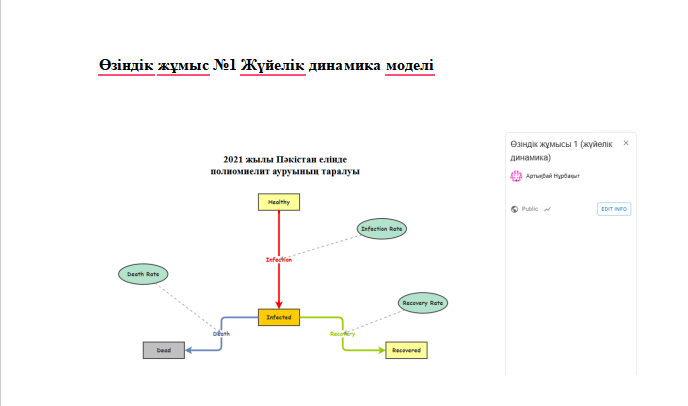 Өзіндік жұмыс №1 Жүйелік динамика моделі
2021 жылы Пәкістан елінде
полиомиелит ауруының таралуы
Healthy
Infection Rate
Infection
Death Rate
Recovery Rate
Infected
Death
Recovery
Dead
Recovered
Өзіндік жұмысы 1 (жүйелік
динамика)
Артықбай Нұрбақыт
Public
EDIT INFO